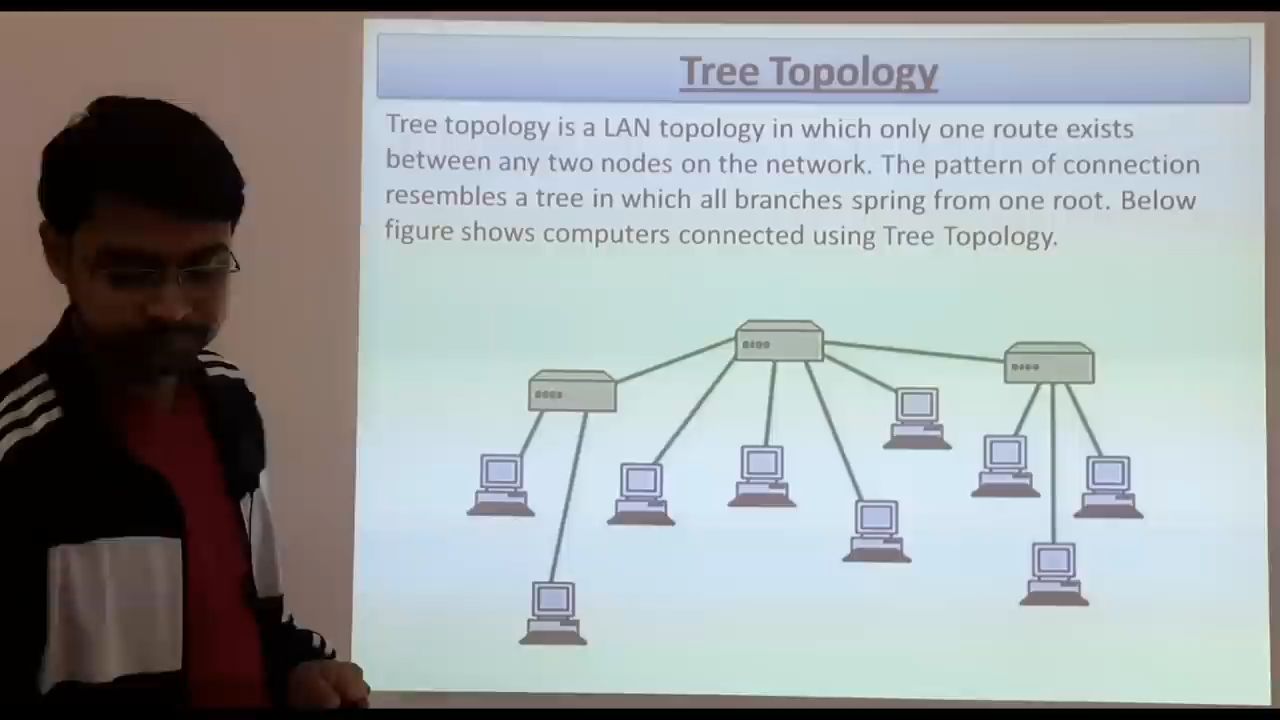 Tree Topology
Tree topology is a LAN topology in which only one route exists
between any two nodes on the network. The pattern of connection
resembles a tree in which all branches spring from one root. Below
figure shows computers connected using Tree Topology.